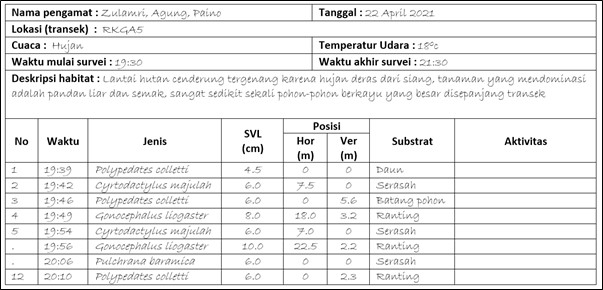 Nama pengamat : Zulamri, Agung, Paino Tanggal : 22 April 2021
Lokasi (transek) : RKGA5
Cuaca : Hujan Temperatur Udara : 18°c
Waktu mulai survei : 19:30 Waktu akhir survei : 21:30
Deskripsi habitat : Lantai hutan cenderung tergenang karena hujan deras dari siang, tanaman yang mendominasi
adalah pandan liar dan semak, sangat sedikit sekali pohon-pohon berkayu yang besar disepanjang transek
No Waktu Jenis SVL (cm) Posisi Hor (m) Ver (m) Substrat Aktivitas
1 19:39 Polypedates colletti 4.5 0 0 Daun
2 19:42 Cyrtodactylus majulah 6.0 7.5 0 Serasah
3 19:46 Polypedates colletti 6.0 0 5.6 Batang pohon
4 19:49 Gonocephalus liogaster 8.0 18.0 3.2 Ranting
5 19:54 Cyrtodactylus majulah 6.0 7.0 0 Serasah
. 19:56 Gonocephalus liogaster 10.0 22.5 2.2 Ranting
. 20:06 Pulchrana baramica 6.0 0 0 Serasah
12 20:10 Polypedates colletti 6.0 0 2.3 Ranting